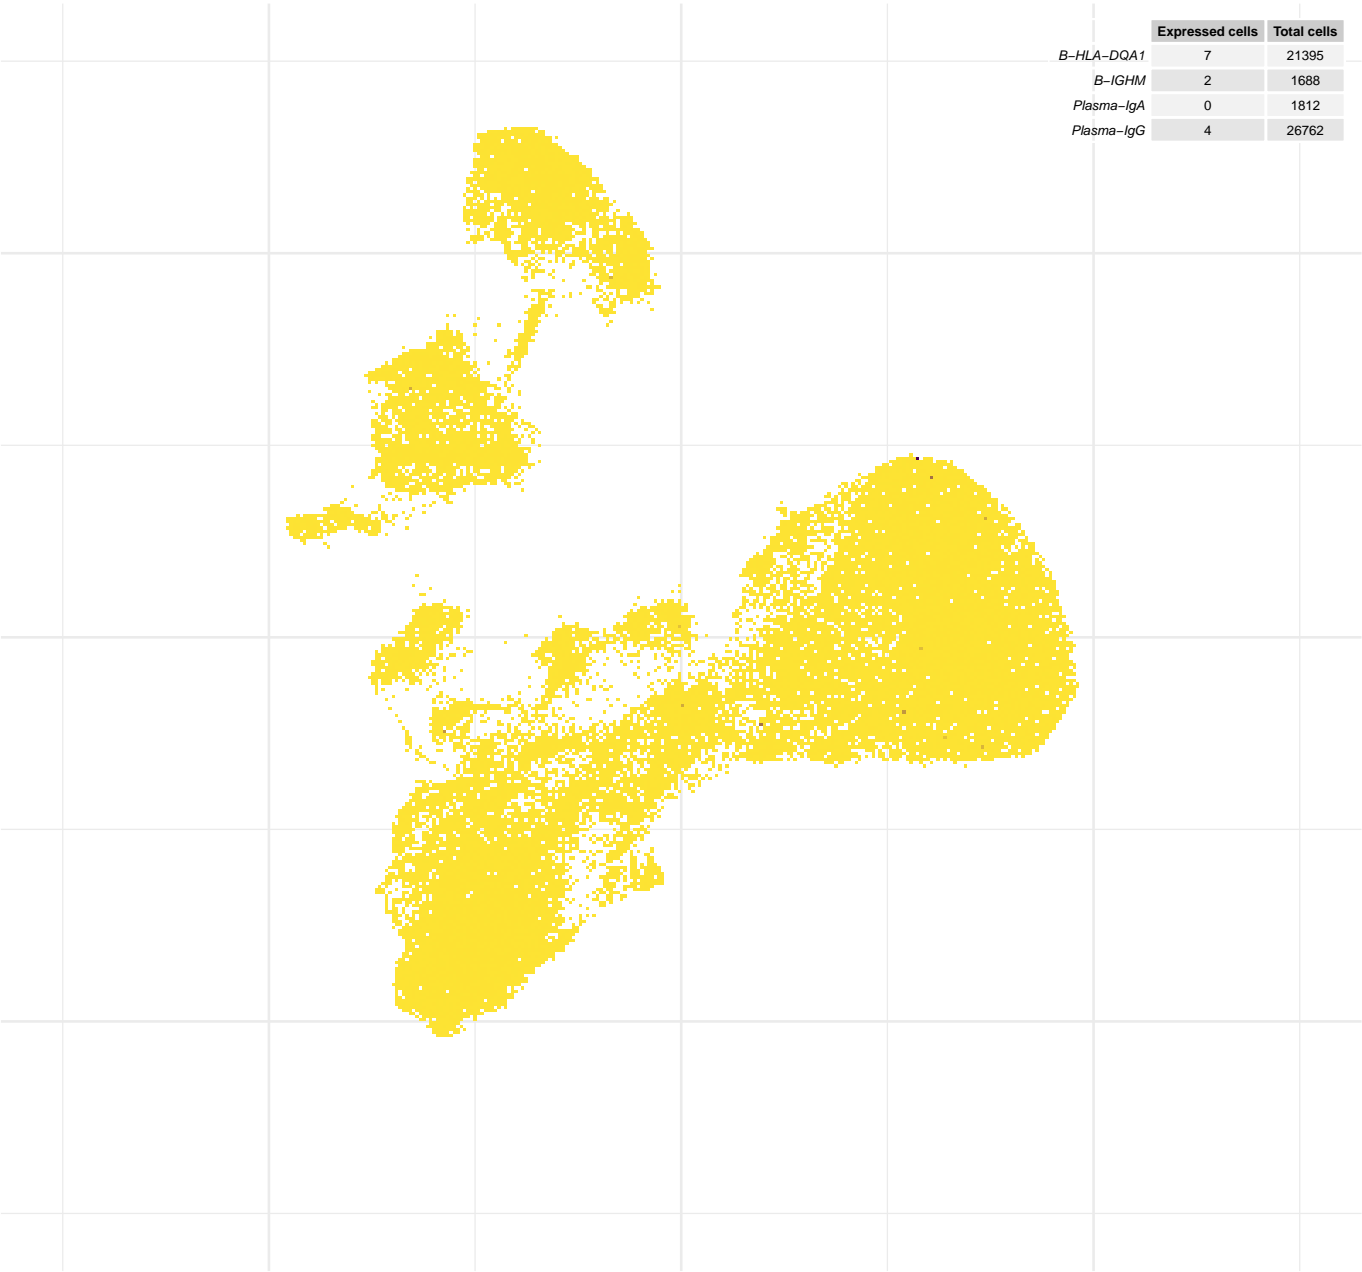 Expressed cells Total cells
B−HLA−DQA1 7 21395
B−IGHM 2 1688
Plasma−IgA 0 1812
Plasma−IgG 4 26762